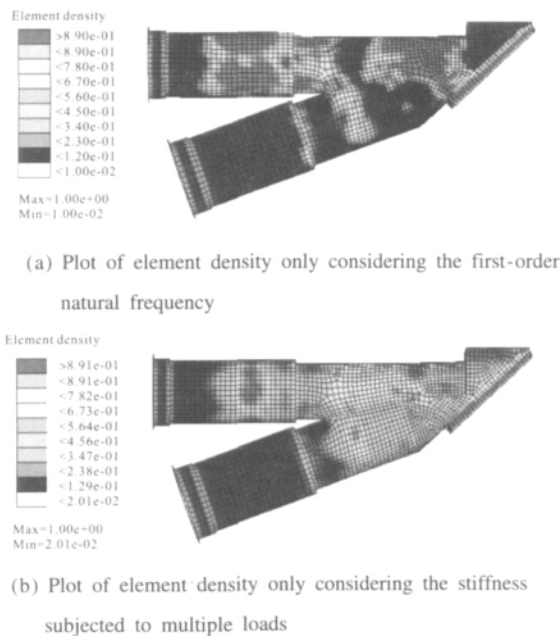 Element density
>8.90e-01
<8.90e-01
<7.80e-01
<6.70e-01
<5.60e-01
<4.50e-01
<3.40e-01
<2.30e-01
<1.20e-01
<1.00e-02
Max=1.00e+00
Min=1.00e-02
(a) Plot of element density only considering the first-order
natural frequency
Element density
>8.91e-01
<8.91e-01
<7.82e-01
<6.73e-01
<5.64e-01
<4.56e-01
<3.47e-01
<2.38e-01
<1.29e-01
<2.01e-02
Max=1.00e+00
Min=2.01e-02
(b) Plot of element density only considering the stiffness
subjected to multiple loads